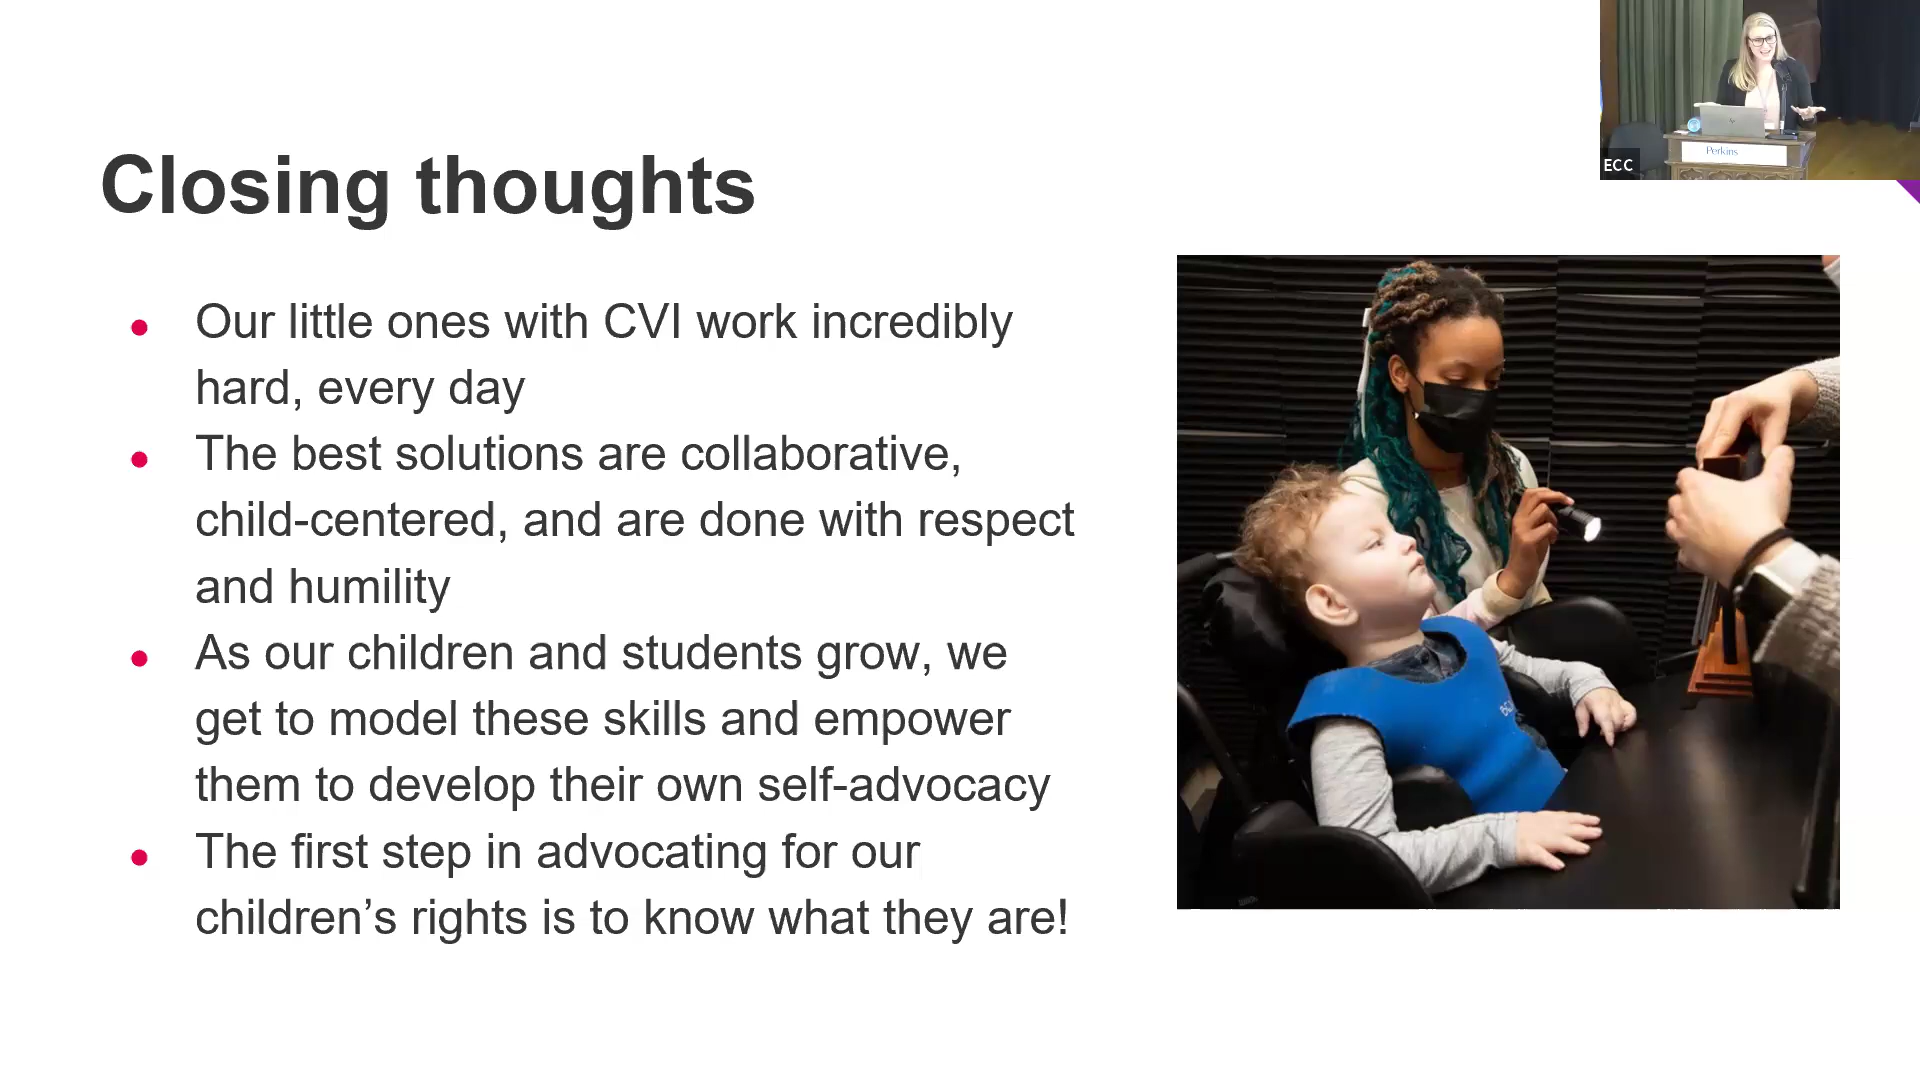 ECC
Perkins
Closing thoughts
• Our little ones with CVI work incredibly
hard, every day
• The best solutions are collaborative,
child-centered, and are done with respect
and humility
• As our children and students grow, we
get to model these skills and empower
them to develop their own self-advocacy
• The first step in advocating for our
children’s rights is to know what they are!